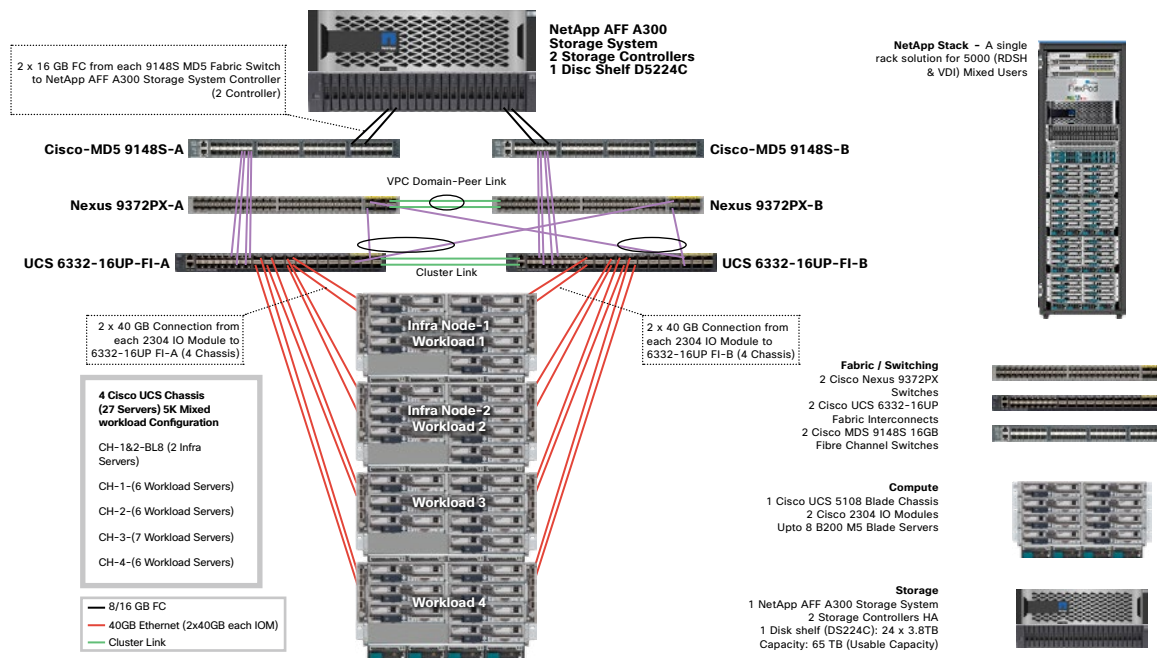 NetApp AFF A300
Storage System
2 Storage Controllers
1 Disc Shelf D5224C
2 x 16 GB FC from each 9148S MD5 Fabric Switch
to NetApp AFF A300 Storage System Controller
(2 Controller)
NetApp Stack - A single
rack solution for 5000 (RDSH
& VDI) Mixed Users
FlexPod
Cisco-MD5 9148S-A
Cisco-MD5 9148S-B
VPC Domain-Peer Link
Nexus 9372PX-A
Nexus 9372PX-B
UCS 6332-16UP-FI-A
UCS 6332-16UP-FI-B
Cluster Link
2 x 40 GB Connection from
each 2304 IO Module to
6332-16UP FI-A (4 Chassis)
2 x 40 GB Connection from
each 2304 IO Module to
6332-16UP FI-B (4 Chassis)
Infra Node-1
Workload 1
Infra Node-2
Workload 2
Workload 3
Workload 4
4 Cisco UCS Chassis
(27 Servers) 5K Mixed
workload Configuration
CH-1&2-BL8 (2 Infra
Servers)
CH-1-(6 Workload Servers)
CH-2-(6 Workload Servers)
CH-3-(7 Workload Servers)
CH-4-(6 Workload Servers)
8/16 GB FC
40GB Ethernet (2x40GB each IOM)
Cluster Link
Fabric / Switching
2 Cisco Nexus 9372PX
Switches
2 Cisco UCS 6332-16UP
Fabric Interconnects
2 Cisco MDS 9148S 16GB
Fibre Channel Switches
Compute
1 Cisco UCS 5108 Blade Chassis
2 Cisco 2304 IO Modules
Upto 8 B200 M5 Blade Servers
Storage
1 NetApp AFF A300 Storage System
2 Storage Controllers HA
1 Disk shelf (DS224C): 24 x 3.8TB
Capacity: 65 TB (Usable Capacity)